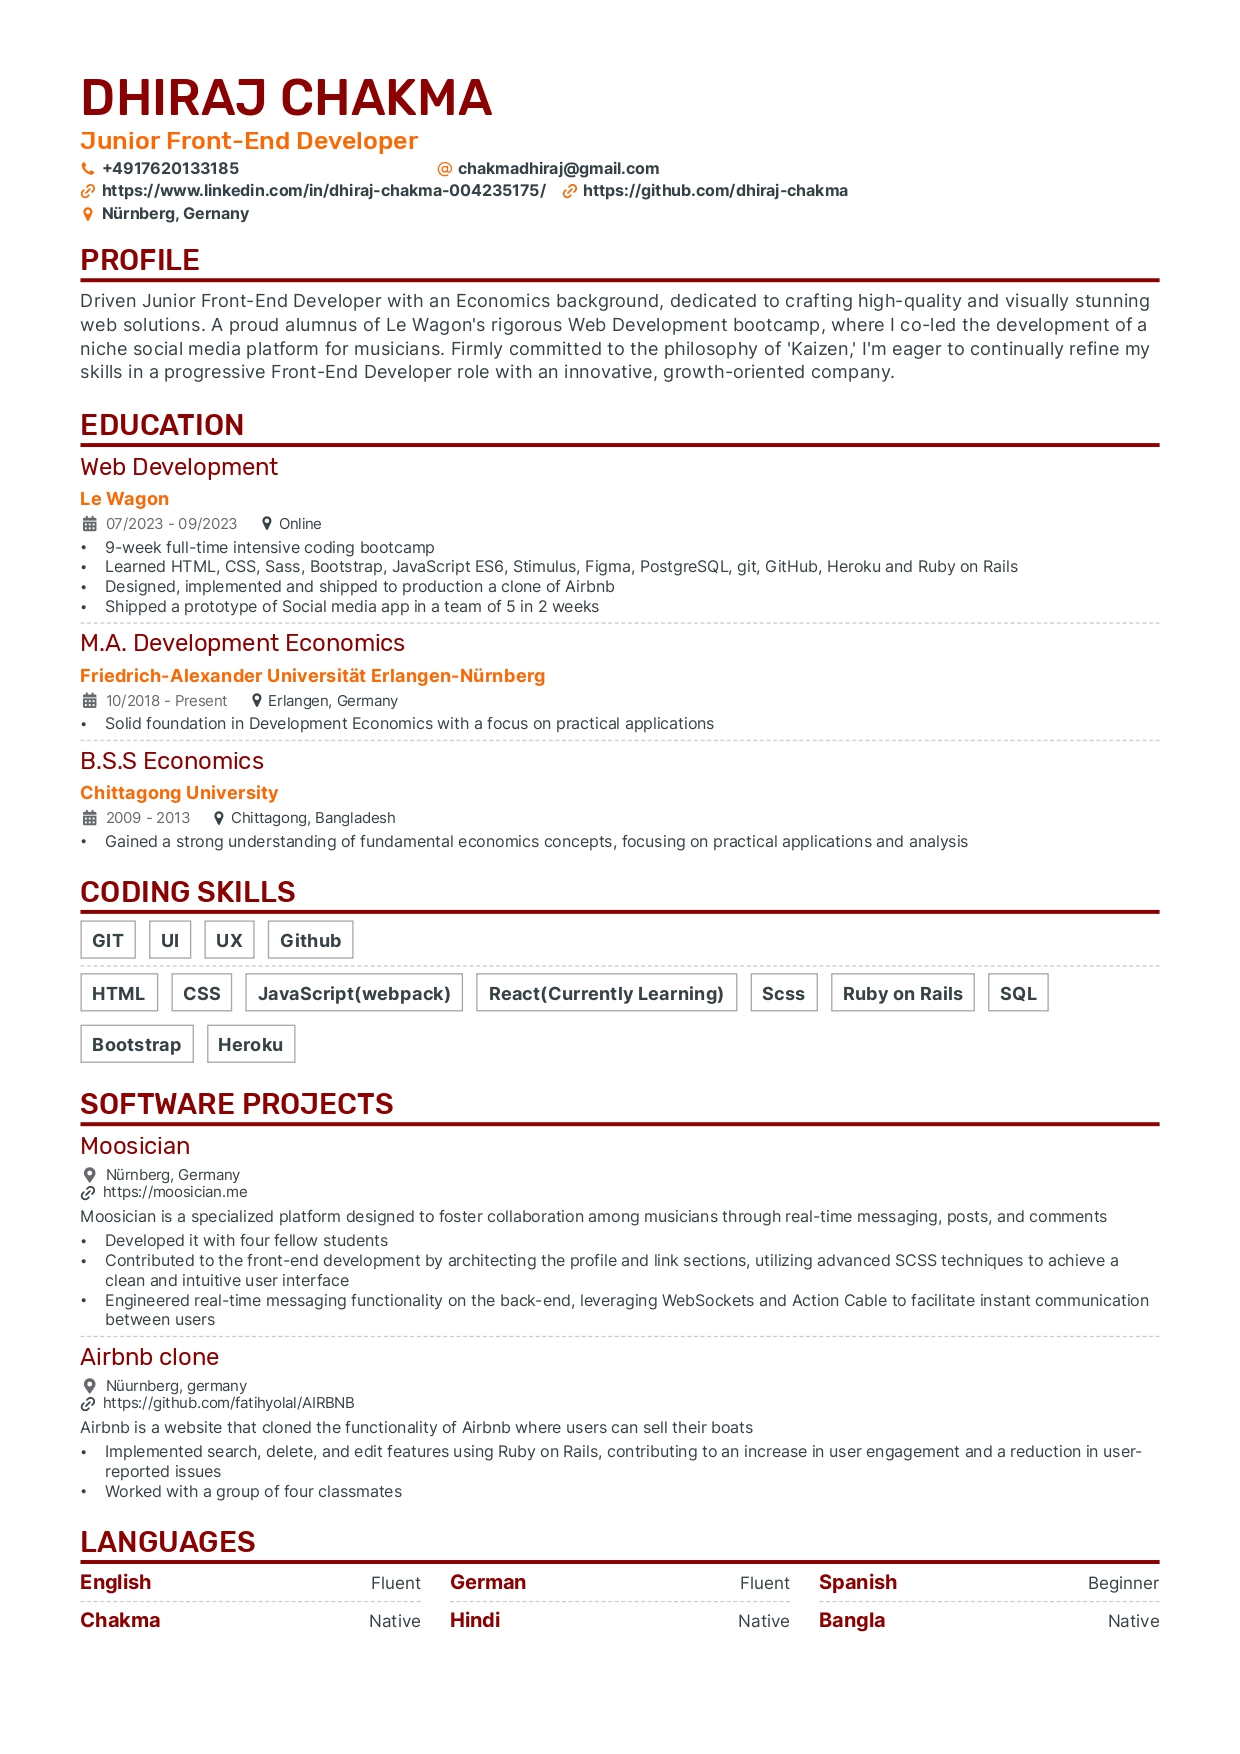 DHIRAJ CHAKMA
Junior Front-End Developer
+4917620133185 chakmadhiraj@gmail.com
https://www.linkedin.com/in/dhiraj-chakma-004235175/ https://github.com/dhiraj-chakma
Nürnberg, Gernany
PROFILE
Driven Junior Front-End Developer with an Economics background, dedicated to crafting high-quality and visually stunning
web solutions. A proud alumnus of Le Wagon's rigorous Web Development bootcamp, where I co-led the development of a
niche social media platform for musicians. Firmly committed to the philosophy of 'Kaizen,' I'm eager to continually refine my
skills in a progressive Front-End Developer role with an innovative, growth-oriented company.
EDUCATION
Web Development
Le Wagon
07/2023 - 09/2023 Online
• 9-week full-time intensive coding bootcamp
• Learned HTML, CSS, Sass, Bootstrap, JavaScript ES6, Stimulus, Figma, PostgreSQL, git, GitHub, Heroku and Ruby on Rails
• Designed, implemented and shipped to production a clone of Airbnb
• Shipped a prototype of Social media app in a team of 5 in 2 weeks
M.A. Development Economics
Friedrich-Alexander Universität Erlangen-Nürnberg
10/2018 - Present Erlangen, Germany
• Solid foundation in Development Economics with a focus on practical applications
B.S.S Economics
Chittagong University
2009 - 2013 Chittagong, Bangladesh
• Gained a strong understanding of fundamental economics concepts, focusing on practical applications and analysis
CODING SKILLS
GIT UI UX Github
HTML CSS JavaScript(webpack) React(Currently Learning) Scss Ruby on Rails SQL
Bootstrap Heroku
SOFTWARE PROJECTS
Moosician
Nürnberg, Germany
https://moosician.me
Moosician is a specialized platform designed to foster collaboration among musicians through real-time messaging, posts, and comments
• Developed it with four fellow students
• Contributed to the front-end development by architecting the profile and link sections, utilizing advanced SCSS techniques to achieve a
clean and intuitive user interface
• Engineered real-time messaging functionality on the back-end, leveraging WebSockets and Action Cable to facilitate instant communication
between users
Airbnb clone
Nüurnberg, germany
https://github.com/fatihyolal/AIRBNB
Airbnb is a website that cloned the functionality of Airbnb where users can sell their boats
• Implemented search, delete, and edit features using Ruby on Rails, contributing to an increase in user engagement and a reduction in user-
reported issues
• Worked with a group of four classmates
LANGUAGES
English Fluent German Fluent Spanish Beginner
Chakma Native Hindi Native Bangla Native